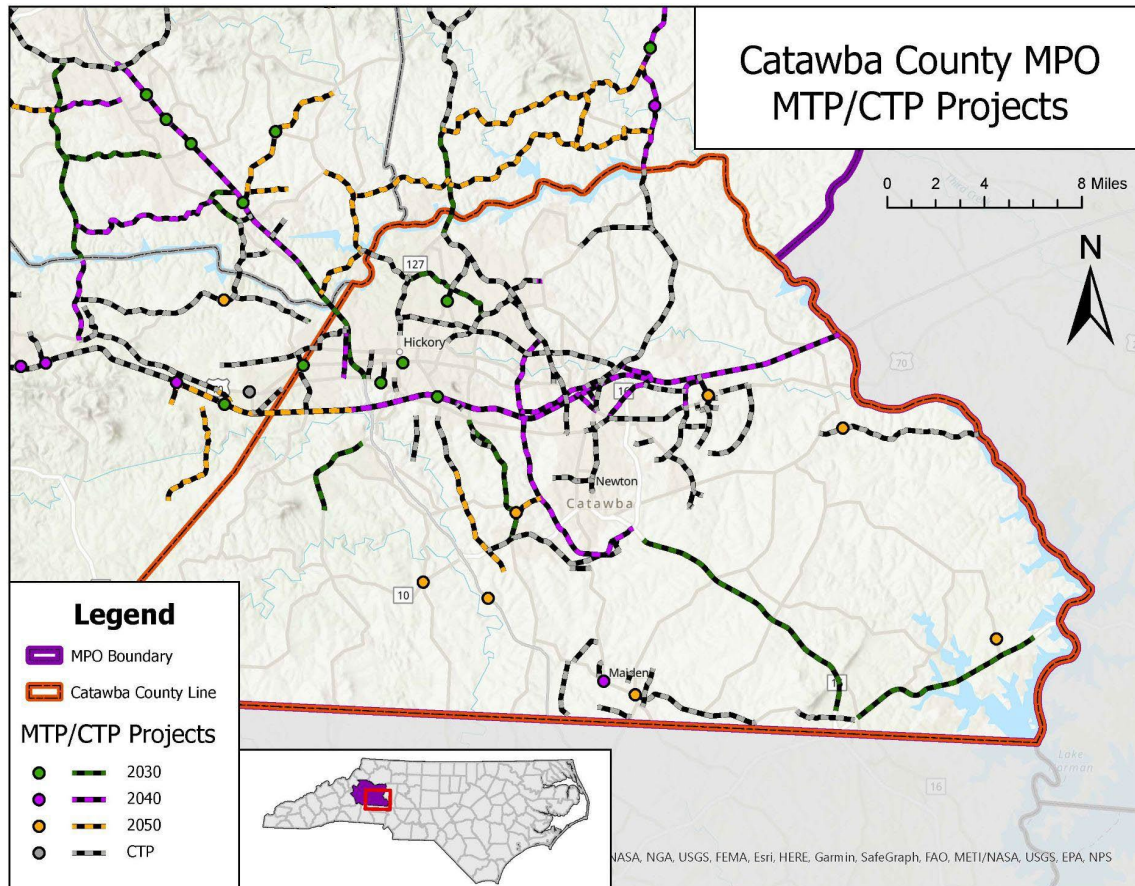 Catawba County MPO
MTP/CTP Projects
0 2 4 8 Miles
N
127
Hickory
70
16
Newton
Catawba
10
Maiden
16
Legend
MPO Boundary
Catawba County Line
MTP/CTP Projects
2030
2040
2050
CTP
NASA, NGA, USGS, FEMA, Esri, HERE, Garmin, SafeGraph, FAO, METI/NASA, USGS, EPA, NPS